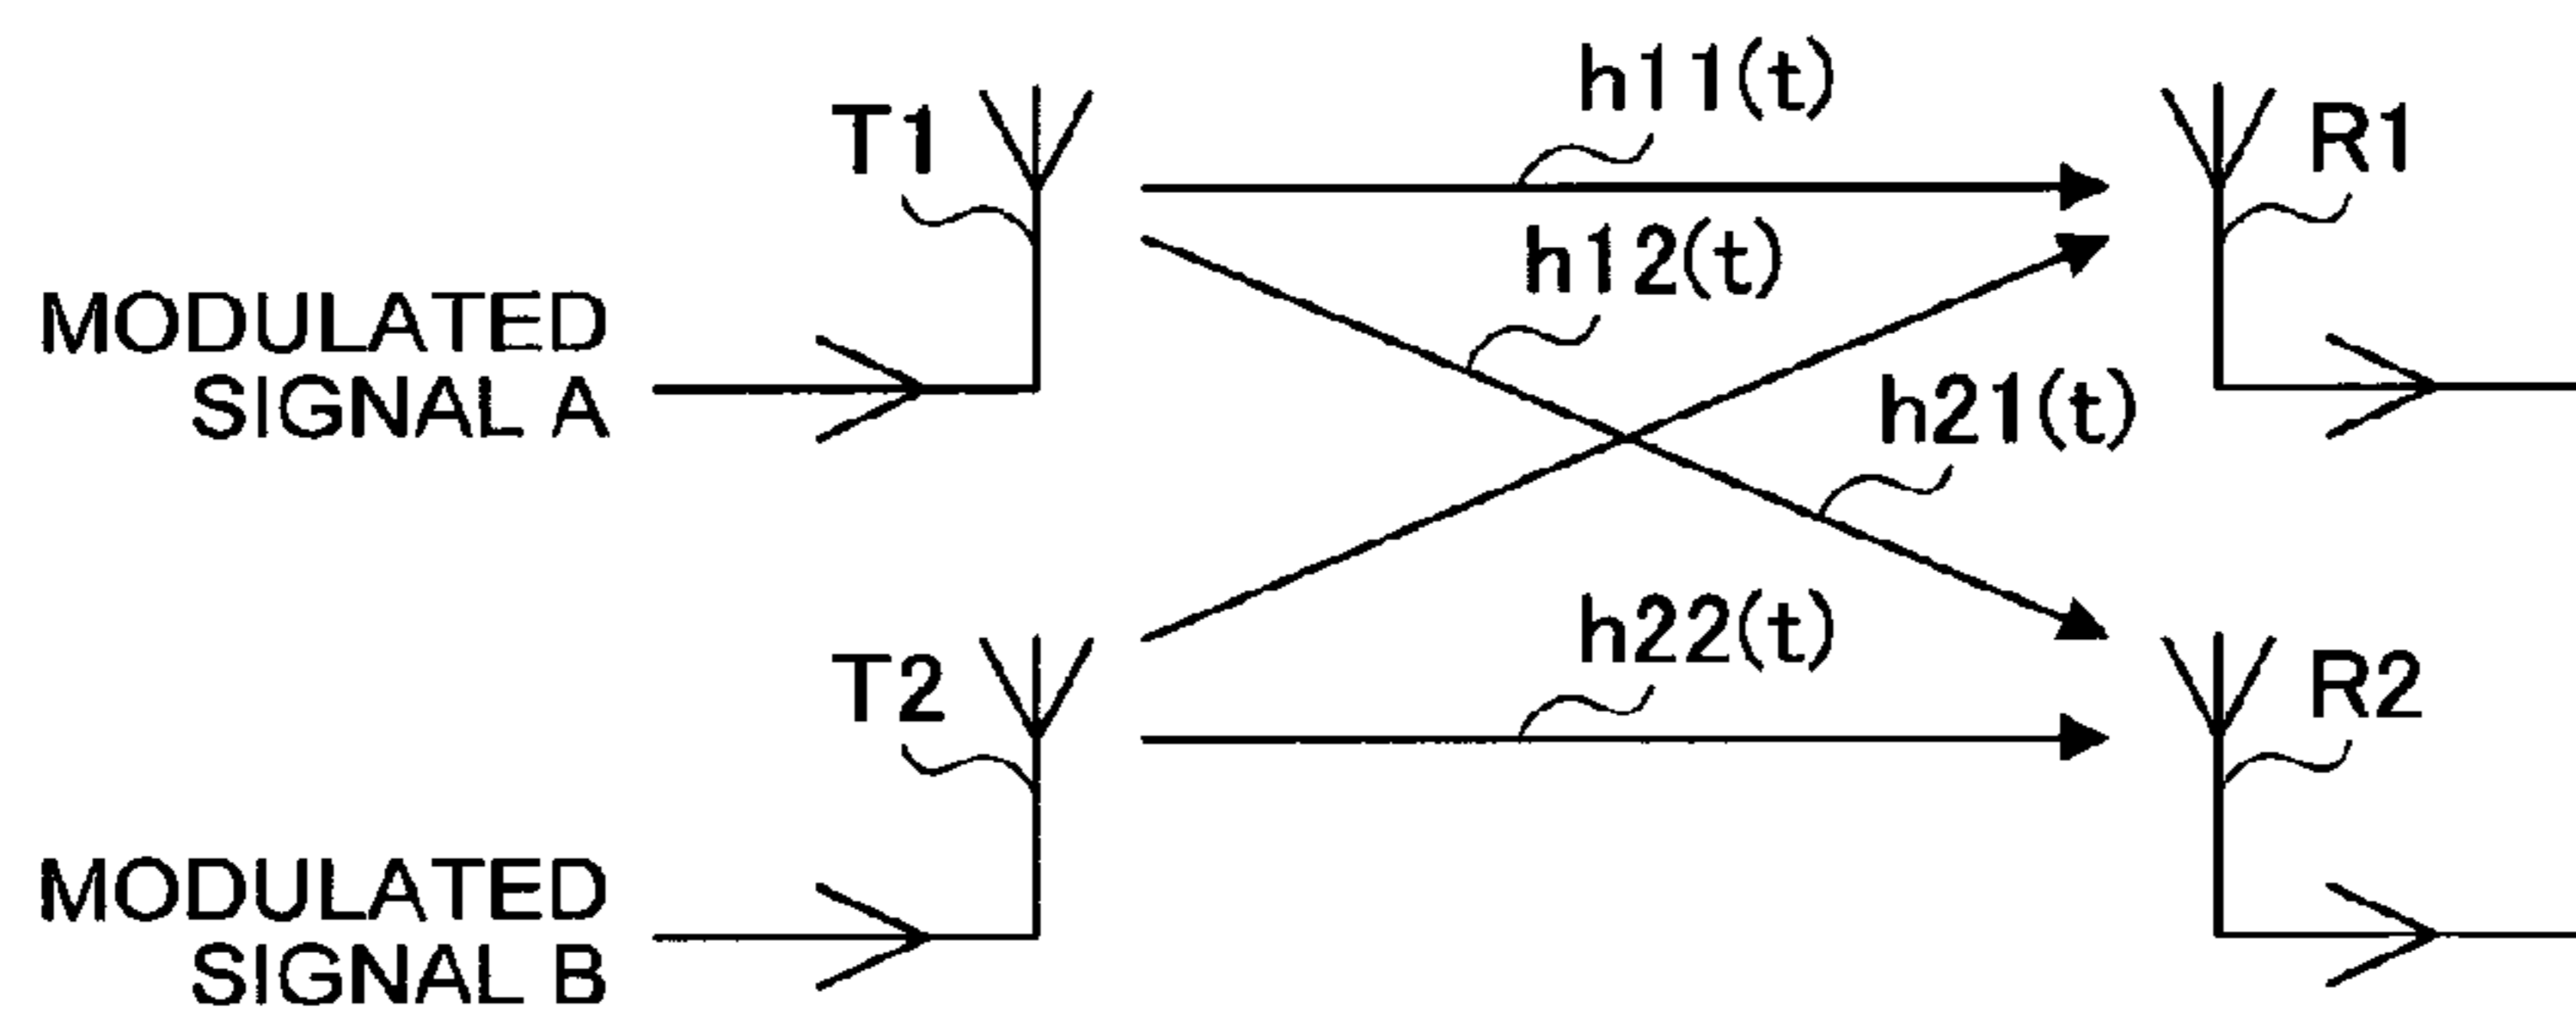 h11(t)
T1
R1
h12(t)
MODULATED
SIGNAL A
h21(t)
h22(t)
T2
R2
MODULATED
SIGNAL B